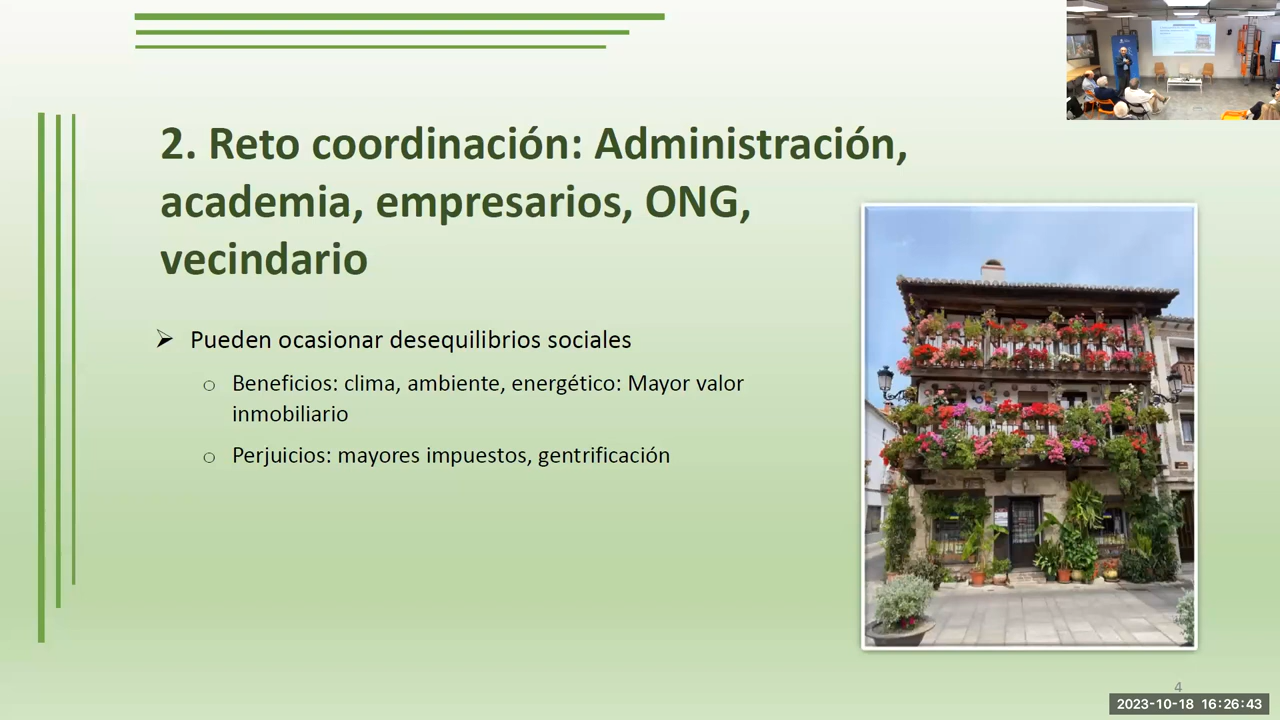 2. Reto coordinación: Administración,
academia, empresarios, ONG,
vecindario
Pueden ocasionar desequilibrios sociales
Beneficios: clima, ambiente, energético: Mayor valor
inmobiliario
Perjuicios: mayores impuestos, gentrificación
4
2023-10-18 16:26:43